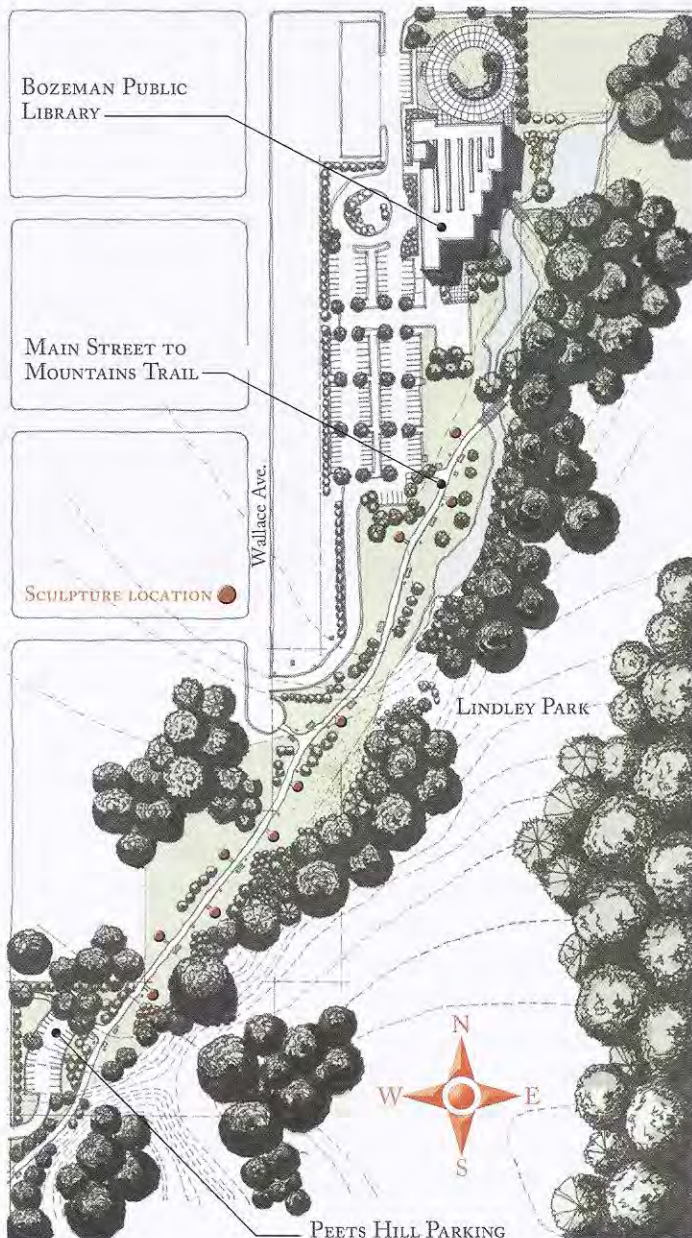 Bozeman Public
Library
Main Street to
Mountains Trail
Wallace Ave.
Sculpture location
Lindley Park
N
W E
S
Peets Hill Parking